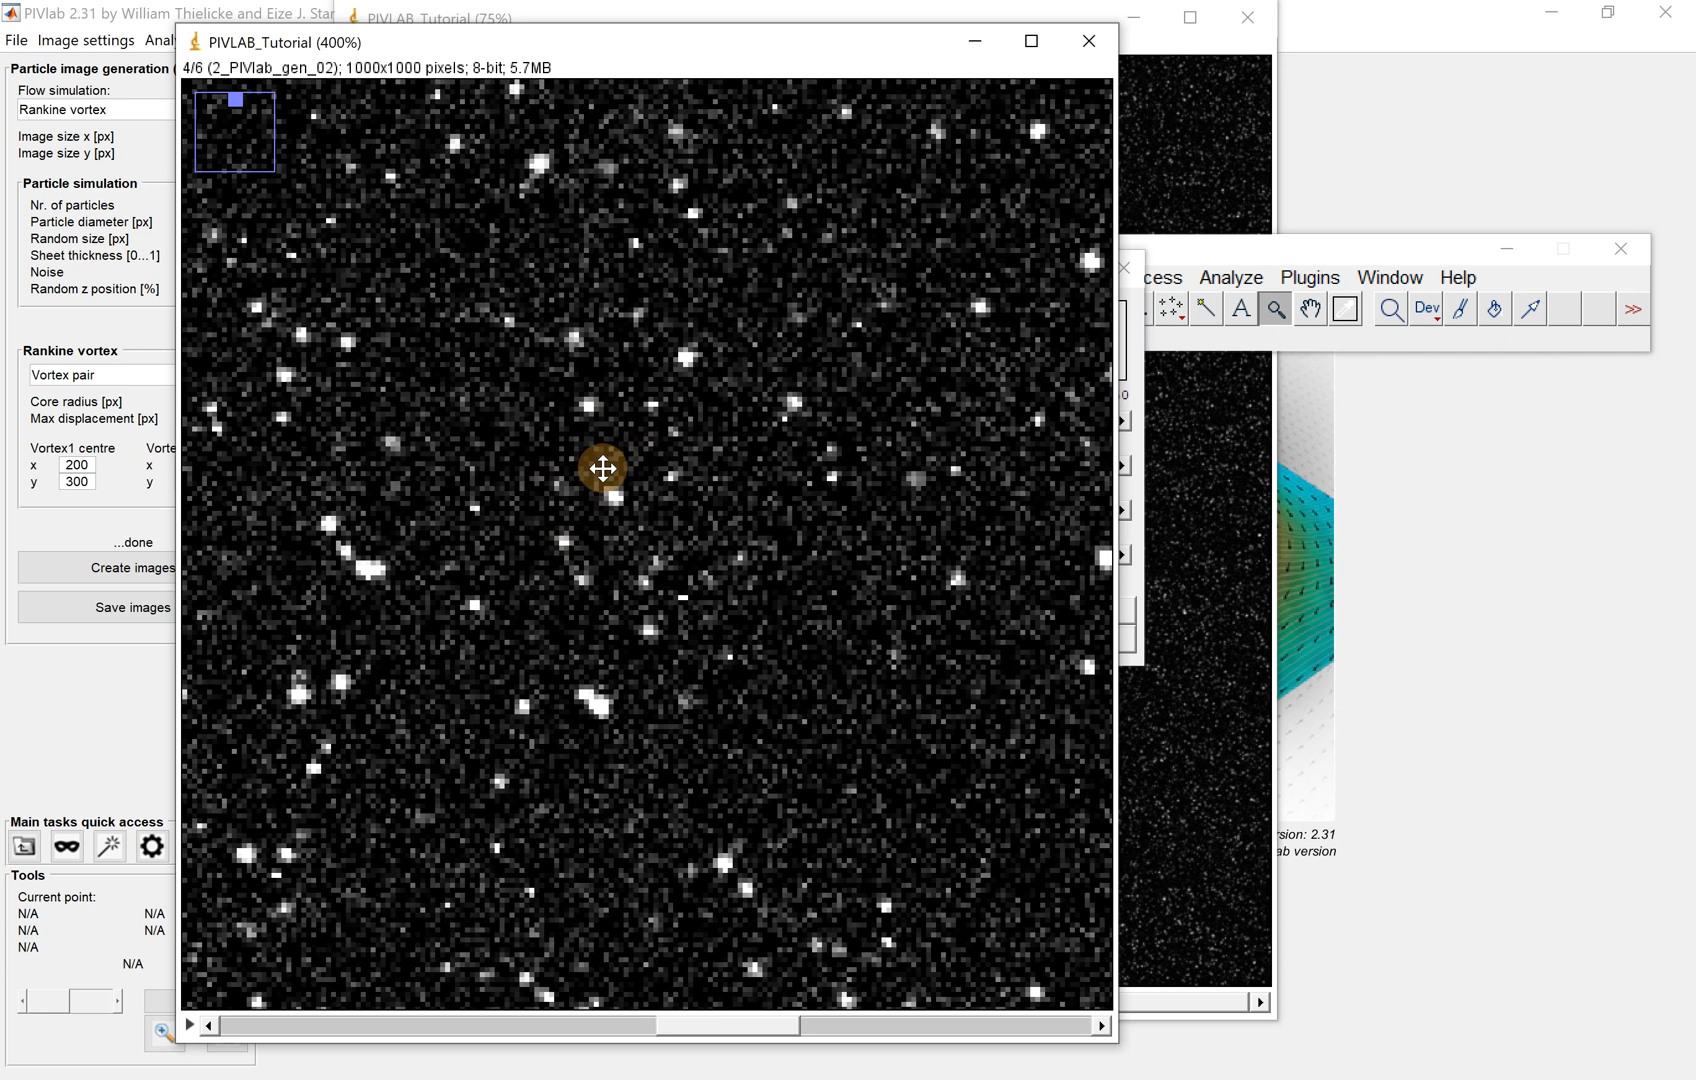 PIVlab 2.31 by William Thielicke and Eize J. Star
PIVLAB_Tutorial (75%)
File Image settings Analy
PIVLAB_Tutorial (400%)
4/6 (2_PIVlab_gen_02); 1000x1000 pixels; 8-bit; 5.7MB
Particle image generation (
Flow simulation:
Rankine vortex
Image size x [px]
Image size y [px]
Particle simulation
Nr. of particles
Particle diameter [px]
Random size [px]
Sheet thickness [0...1]
Noise
Random z position [%]
Rankine vortex
Vortex pair
Core radius [px]
Max displacement [px]
Vortex1 centre Vorte
x 200 x
y 300 y
...done
Create images
Save images
Main tasks quick access
Tools
Current point:
N/A N/A
N/A N/A
N/A
N/A
cess Analyze Plugins Window Help
Dev
>>
0
rsion: 2.31
ab version